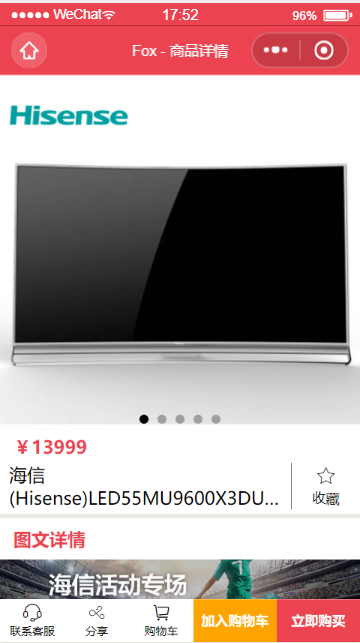 WeChat 17:52 96%
Fox - 商品详情
Hisense
￥13999
海信
(Hisense)LED55MU9600X3DU...
收藏
图文详情
海信活动专场
联系客服 分享 购物车 加入购物车 立即购买